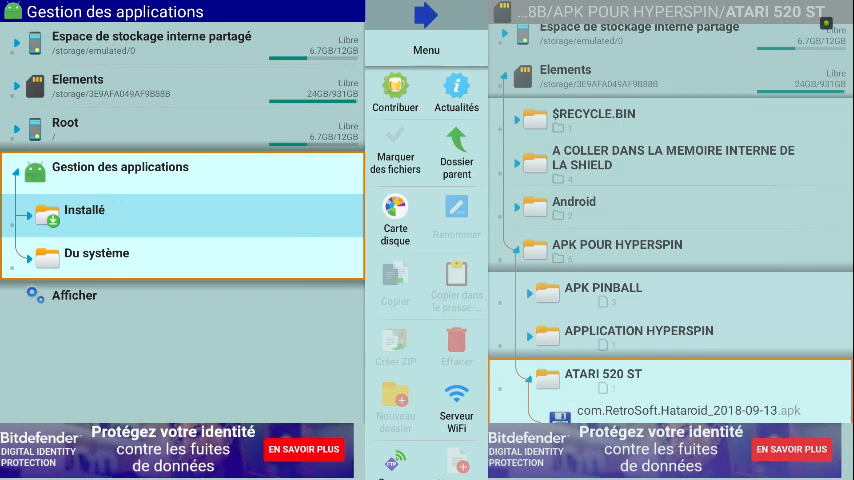 Gestion des applications
Espace de stockage interne partagé
/storage/emulated/0
Libre
6.7GB/12GB
Elements
/storage/3E9AFA049AF9B88B
Libre
24GB/931GB
Root
/
Libre
6.7GB/12GB
Gestion des applications
Installé
Du système
Afficher
Bitdefender
DIGITAL IDENTITY
PROTECTION
Protégez votre identité
contre les fuites
de données
EN SAVOIR PLUS
Menu
Contribuer
Actualités
Marquer
des fichiers
Dossier
parent
Carte
disque
Renommer
Copier
Copier dans
le presse-...
Créer ZIP
Effacer
Nouveau
dossier
Serveur
WiFi
FTP
...8B/APK POUR HYPERSPIN/ATARI 520 ST
Espace de stockage interne partagé
/storage/emulated/0
Libre
6.7GB/12GB
Elements
/storage/3E9AFA049AF9B88B
Libre
24GB/931GB
$RECYCLE.BIN
1
A COLLER DANS LA MEMOIRE INTERNE DE
LA SHIELD
4
Android
2
APK POUR HYPERSPIN
6
APK PINBALL
3
APPLICATION HYPERSPIN
1
ATARI 520 ST
1
com.RetroSoft.Hataroid_2018-09-13.apk
Bitdefender
DIGITAL IDENTITY
PROTECTION
Protégez votre identité
contre les fuites
de données
EN SAVOIR PLUS